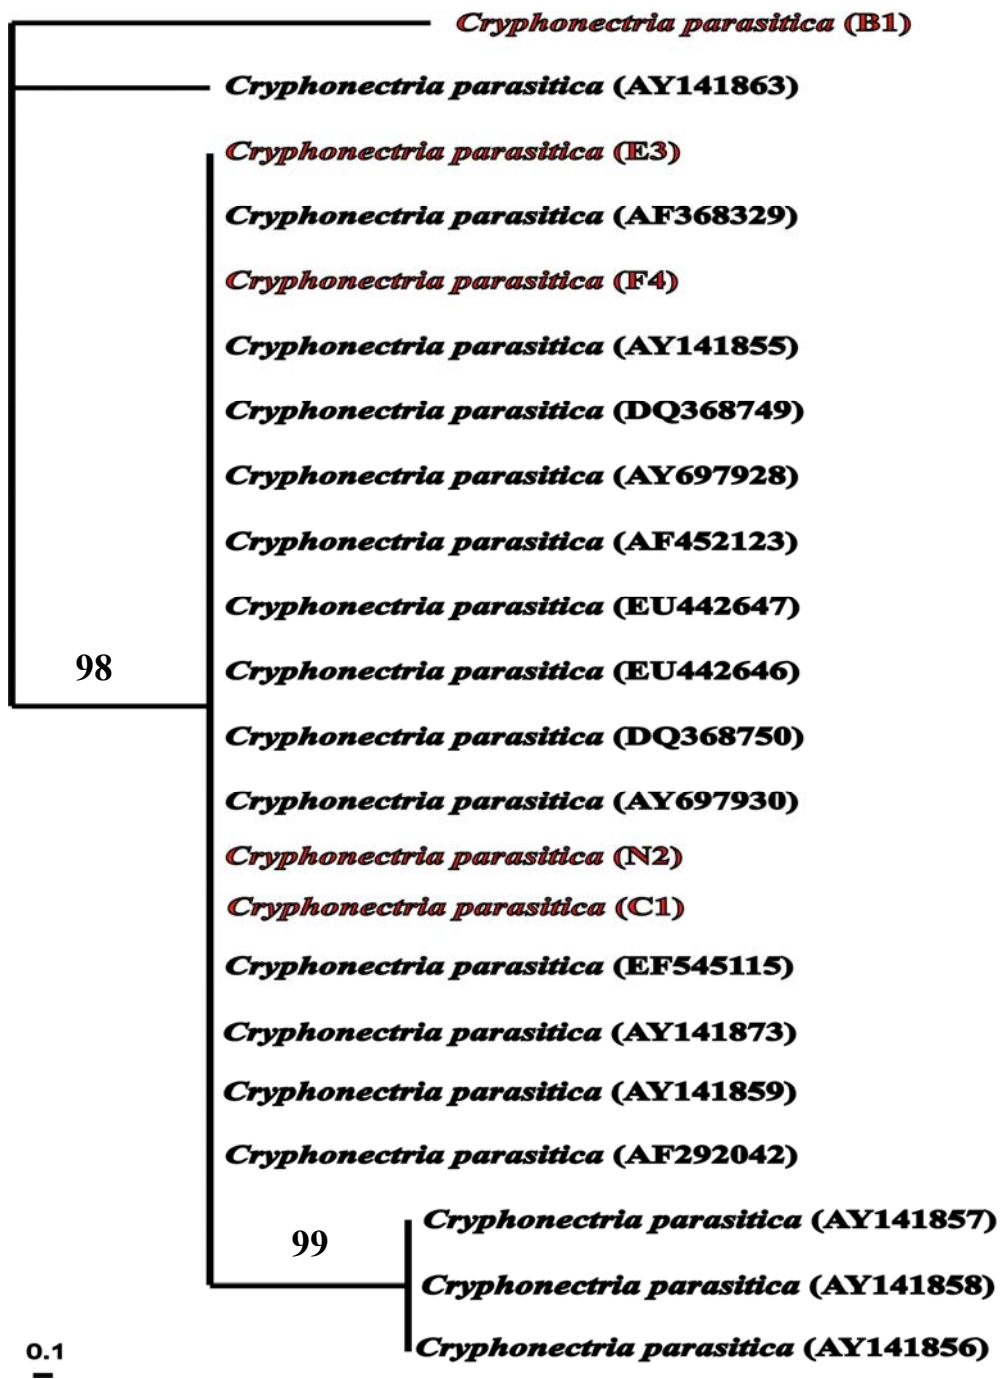 Cryphonectria parasitica (B1)
Cryphonectria parasitica (AY141863)
Cryphonectria parasitica (E3)
Cryphonectria parasitica (AF368329)
Cryphonectria parasitica (F4)
Cryphonectria parasitica (AY141855)
Cryphonectria parasitica (DQ368749)
Cryphonectria parasitica (AY697928)
Cryphonectria parasitica (AF452123)
Cryphonectria parasitica (EU442647)
98
Cryphonectria parasitica (EU442646)
Cryphonectria parasitica (DQ368750)
Cryphonectria parasitica (AY697930)
Cryphonectria parasitica (N2)
Cryphonectria parasitica (C1)
Cryphonectria parasitica (EF545115)
Cryphonectria parasitica (AY141873)
Cryphonectria parasitica (AY141859)
Cryphonectria parasitica (AF292042)
Cryphonectria parasitica (AY141857)
99
Cryphonectria parasitica (AY141858)
Cryphonectria parasitica (AY141856)
0.1